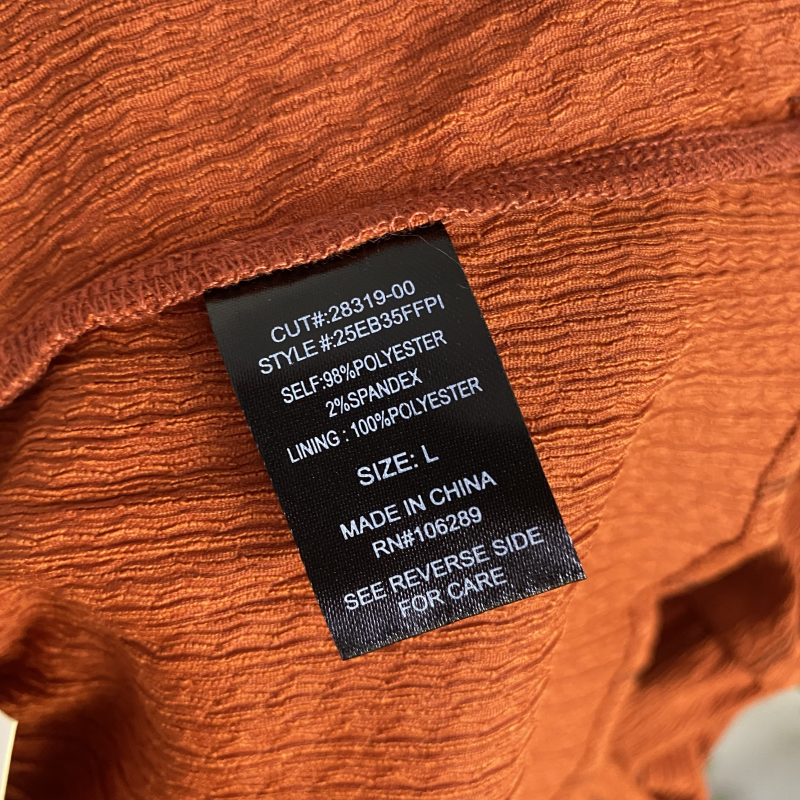 CUT#:28319-00
STYLE #:25EB35FFPI
SELF:98%POLYESTER
2%SPANDEX
LINING : 100%POLYESTER
SIZE: L
MADE IN CHINA
RN#106289
SEE REVERSE SIDE
FOR CARE